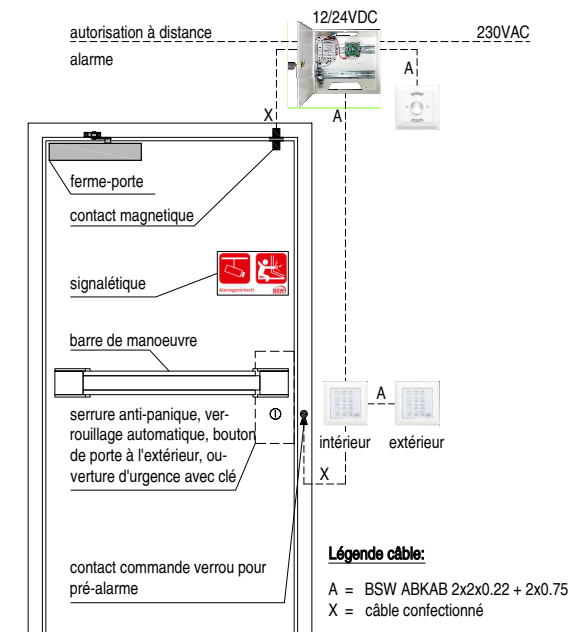 12/24VDC
autorisation à distance
230VAC
alarme
A
X
A
ferme-porte
contact magnetique
signalétique
Alarmgesichert!
BSW
barre de manoeuvre
A
serrure anti-panique, ver-
rouillage automatique, bouton
de porte à l'extérieur, ou-
verture d'urgence avec clé
intérieur
extérieur
X
Légende câble:
contact commande verrou pour
pré-alarme
A = BSW ABKAB 2x2x0.22 + 2x0.75
X = câble confectionné